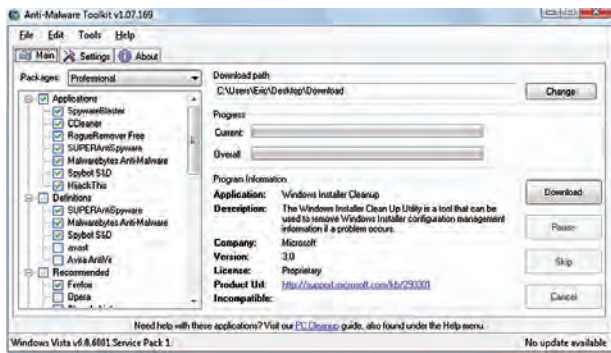 Anti-Malware Toolkit v1.07.169
File Edit Tools Help
Main Settings About
Packages: Professional
Applications
SpywareBlaster
CCleaner
RogueRemover Free
SUPERAntiSpyware
Malwarebytes Anti-Malware
Spybot S&D
HijackThis
Definitions
SUPERAntiSpyware
Malwarebytes Anti-Malware
Spybot S&D
avast
Avira AntiVir
Recommended
Firefox
Opera
Download path
C:\Users\Eric\Desktop\Download
Change
Progress
Current:
Overall:
Program Information
Application: Windows Installer Cleanup
Description: The Windows Installer Clean Up Utility is a tool that can be
used to remove Windows Installer configuration management
information if a problem occurs.
Company: Microsoft
Version: 3.0
License: Proprietary
Product Url: http://support.microsoft.com/kb/290301
Incompatible:
Download
Pause
Skip
Cancel
Need help with these applications? Visit our PC Cleanup guide, also found under the Help menu.
Windows Vista v6.0.6001 Service Pack 1
No update available